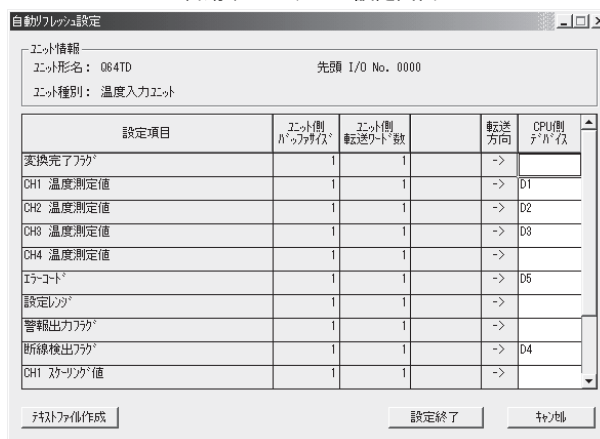 自動リフレッシュ設定
ユニット情報
ユニット形名： Q64TD 先頭 I/O No. 0000
ユニット種別： 温度入力ユニット
設定項目 ユニット側 バッファサイズ ユニット側 転送ワード数 転送方向 CPU側 デバイス
変換完了フラグ 1 1 ->
CH1 温度測定値 1 1 -> D1
CH2 温度測定値 1 1 -> D2
CH3 温度測定値 1 1 -> D3
CH4 温度測定値 1 1 ->
エラーコード 1 1 -> D5
設定レンジ 1 1 ->
警報出力フラグ 1 1 ->
断線検出フラグ 1 1 -> D4
CH1 スケーリング値 1 1 ->
テキストファイル作成 設定終了 キャンセル